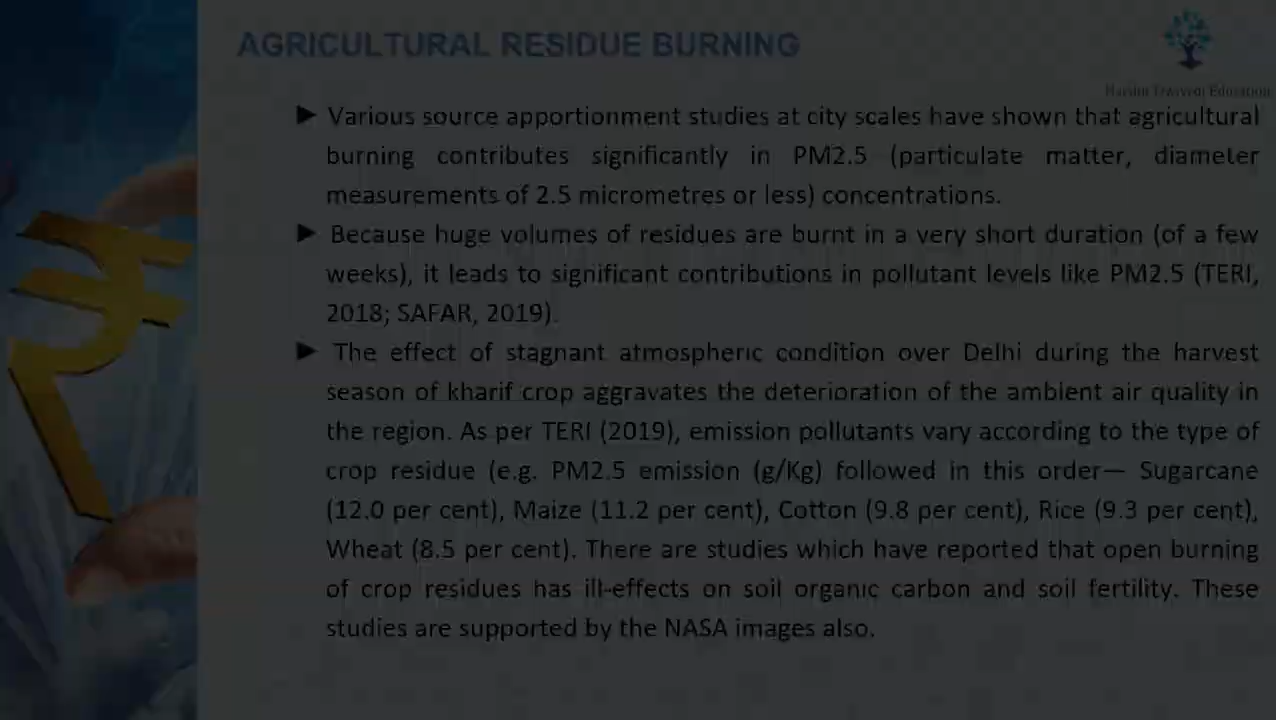 AGRICULTURAL RESIDUE BURNING
► Various source apportionment studies at city scales have shown that agricultural
burning contributes significantly in PM2.5 (particulate matter, diameter
measurements of 2.5 micrometres or less) concentrations.
► Because huge volumes of residues are burnt in a very short duration (of a few
weeks), it leads to significant contributions in pollutant levels like PM2.5 (TERI,
2018; SAFAR, 2019).
► The effect of stagnant atmospheric condition over Delhi during the harvest
season of kharif crop aggravates the deterioration of the ambient air quality in
the region. As per TERI (2019), emission pollutants vary according to the type of
crop residue (e.g. PM2.5 emission (g/Kg) followed in this order— Sugarcane
(12.0 per cent), Maize (11.2 per cent), Cotton (9.8 per cent), Rice (9.3 per cent),
Wheat (8.5 per cent). There are studies which have reported that open burning
of crop residues has ill-effects on soil organic carbon and soil fertility. These
studies are supported by the NASA images also.
Education